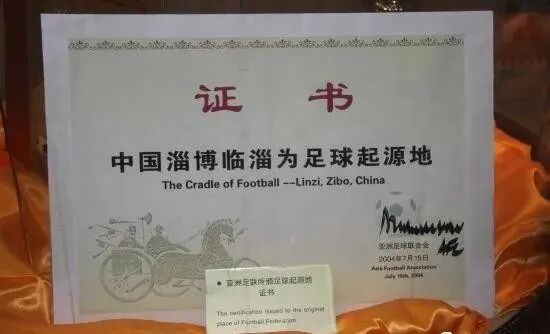 证 书
中国淄博临淄为足球起源地
The Cradle of Football --Linzi, Zibo, China
亚洲足球联合会
2004年7月15日
Asia Football Association
July 15th, 2004
● 亚洲足联所颁足球起源地
证书
The certification issued to the original
place of Football Federation